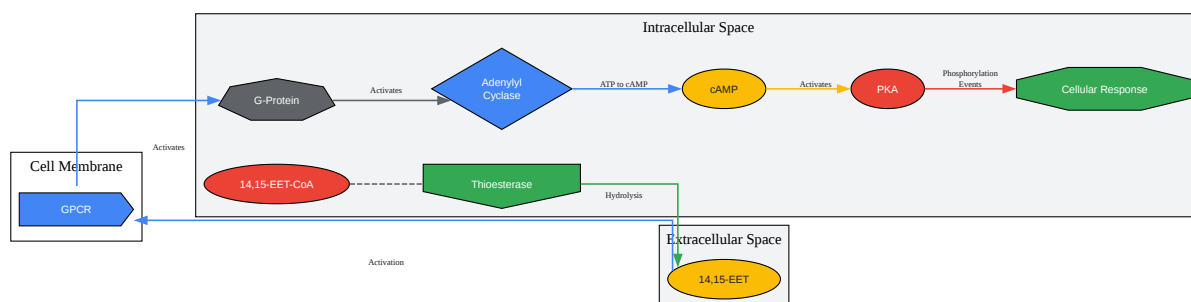 Intracellular Space
G-Protein
Activates
Adenylyl
Cyclase
ATP to cAMP
cAMP
Activates
PKA
Phosphorylation
Events
Cellular Response
Activates
Cell Membrane
GPCR
14,15-EET-CoA
Thioesterase
Hydrolysis
Extracellular Space
Activation
14,15-EET